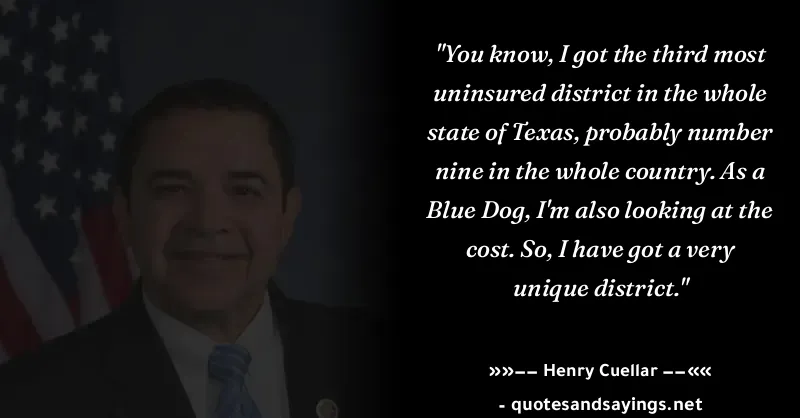 "You know, I got the third most
uninsured district in the whole
state of Texas, probably number
nine in the whole country. As a
Blue Dog, I'm also looking at the
cost. So, I have got a very
unique district."
»»−− Henry Cuellar −−««
- quotesandsayings.net